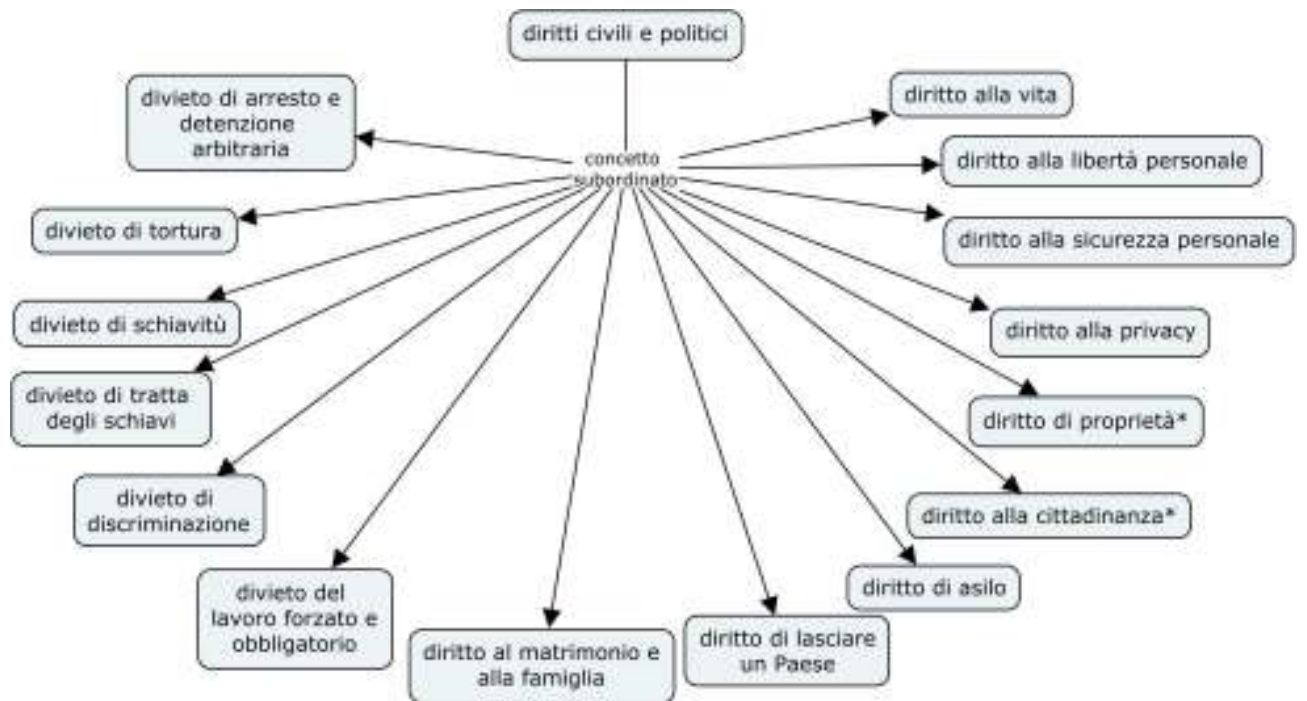 diritti civili e politici
divieto di arresto e
detenzione
arbitraria
diritto alla vita
concetto
subordinato
diritto alla libertà personale
divieto di tortura
diritto alla sicurezza personale
divieto di schiavitù
diritto alla privacy
divieto di tratta
degli schiavi
diritto di proprietà*
divieto di
discriminazione
diritto alla cittadinanza*
divieto del
lavoro forzato e
obbligatorio
diritto di asilo
diritto al matrimonio e
alla famiglia
diritto di lasciare
un Paese